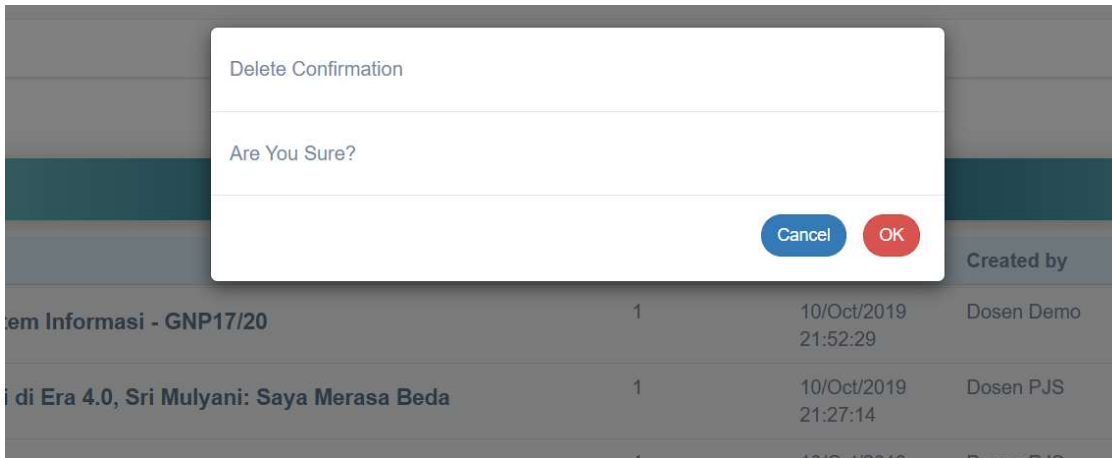 Delete Confirmation
Are You Sure?
Cancel OK
Created by
tem Informasi - GNP17/20 1 10/Oct/2019 Dosen Demo
21:52:29
i di Era 4.0, Sri Mulyani: Saya Merasa Beda 1 10/Oct/2019 Dosen PJS
21:27:14